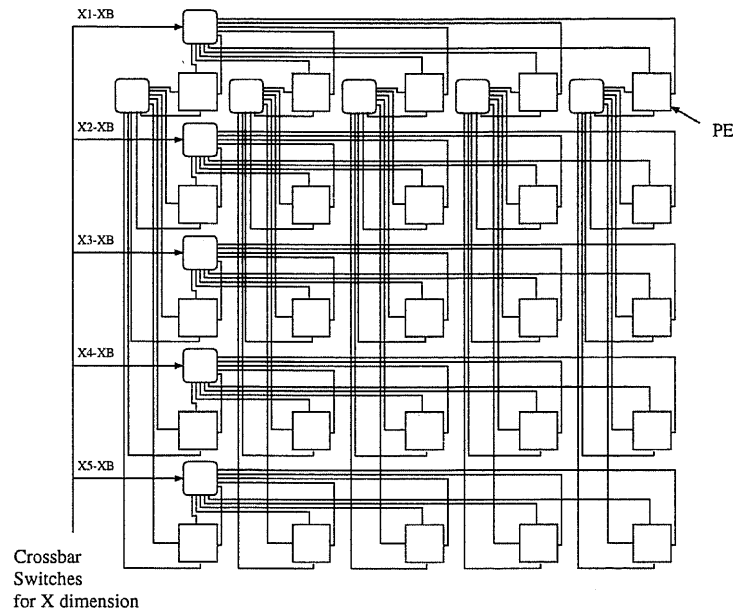 X1-XB
PE
X2-XB
X3-XB
X4-XB
X5-XB
Crossbar
Switches
for X dimension